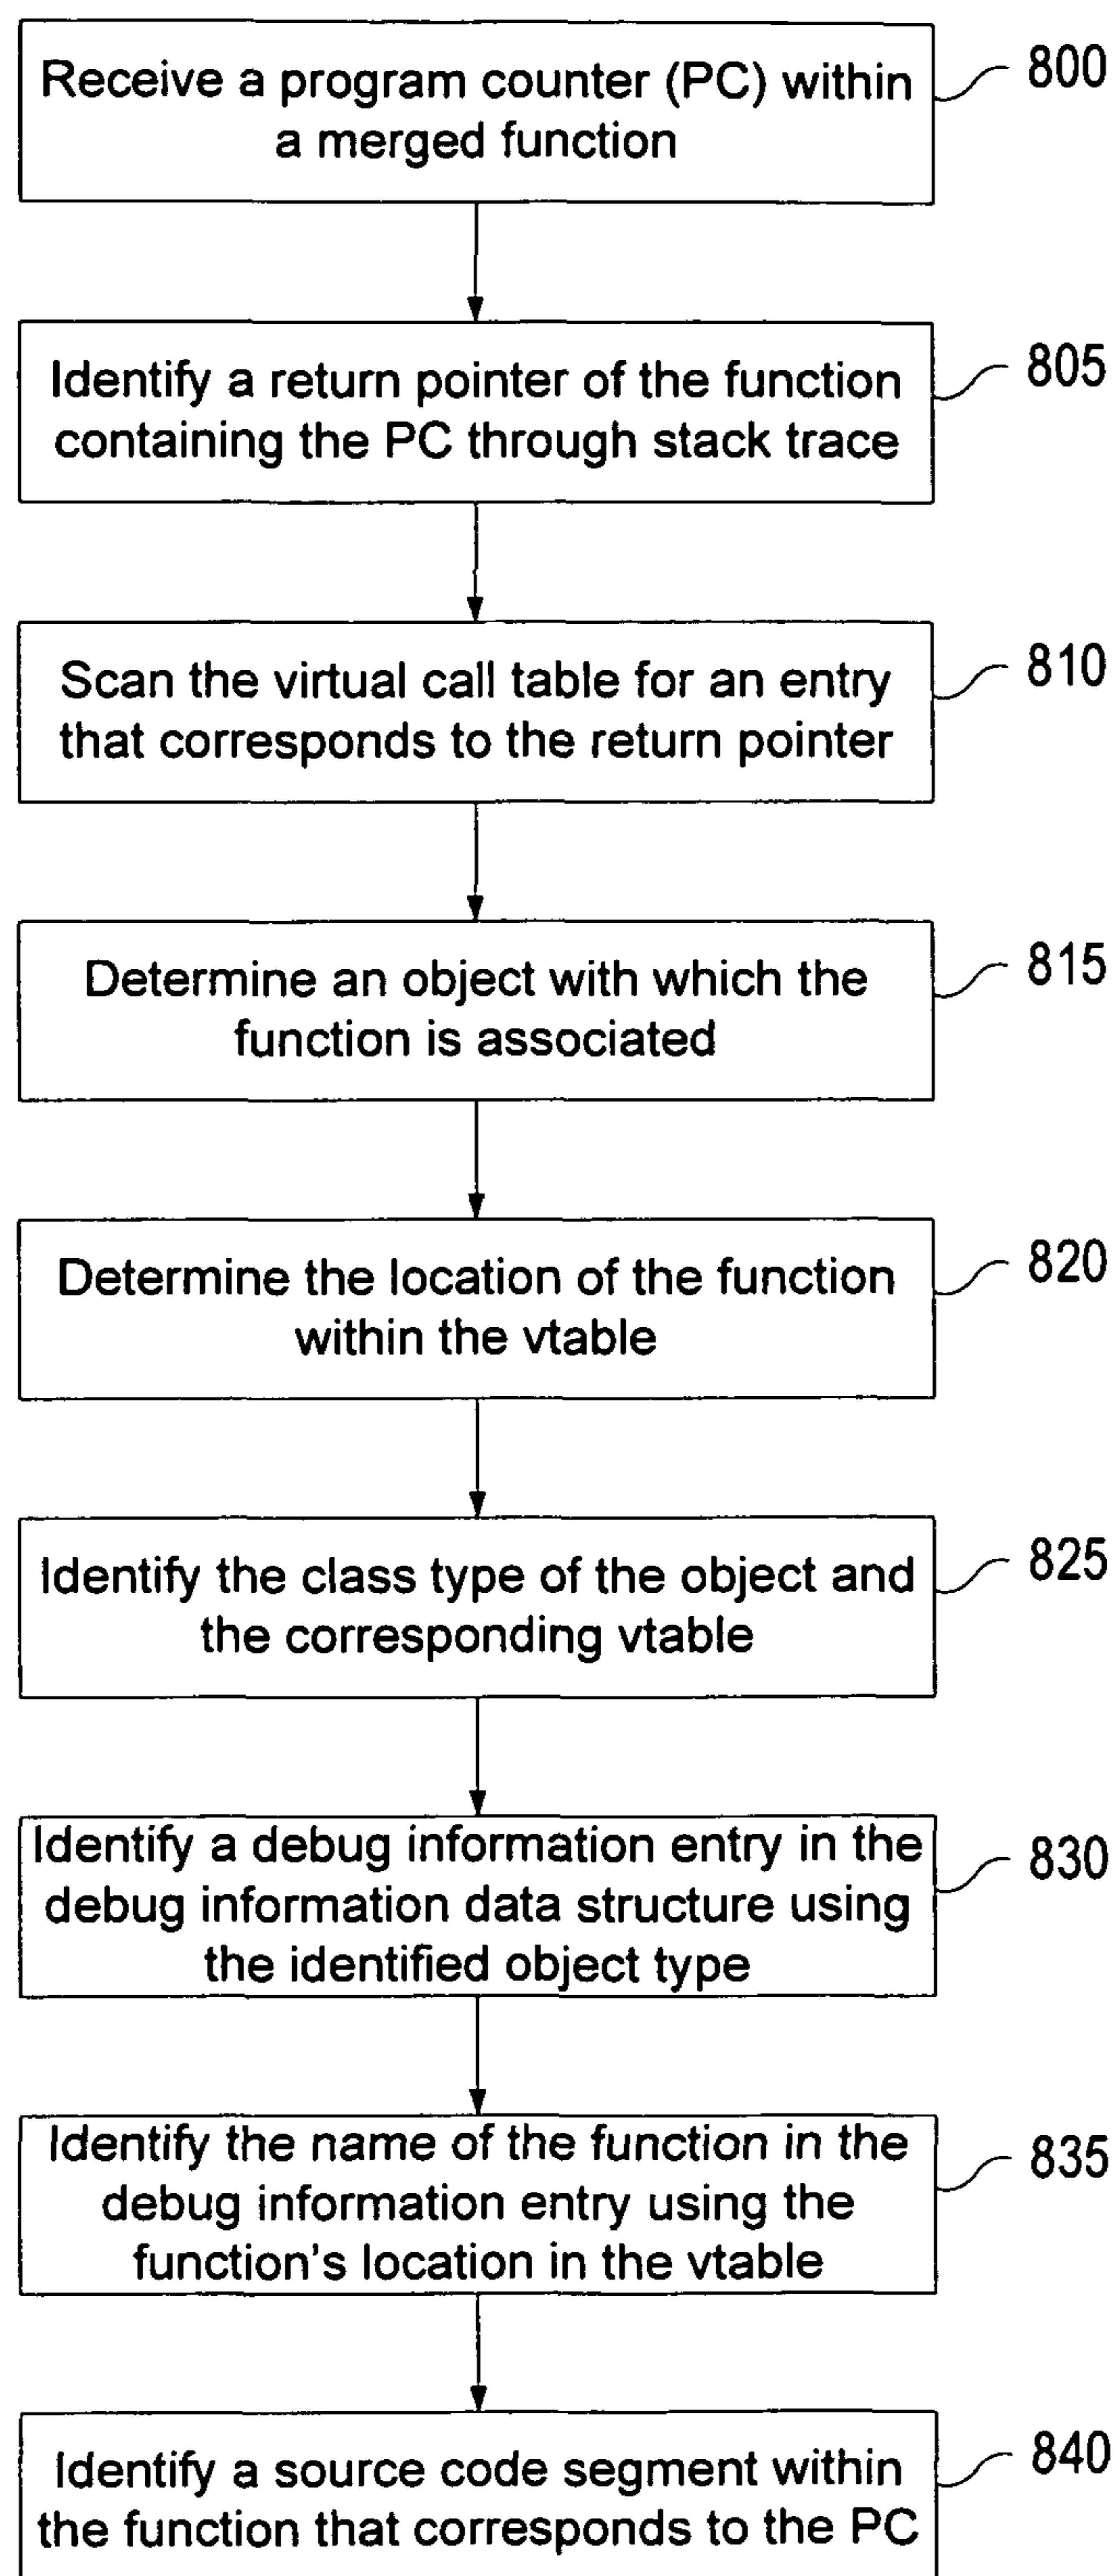 Receive a program counter (PC) within
a merged function
800
Identify a return pointer of the function
containing the PC through stack trace
805
Scan the virtual call table for an entry
that corresponds to the return pointer
810
Determine an object with which the
function is associated
815
Determine the location of the function
within the vtable
820
Identify the class type of the object and
the corresponding vtable
825
Identify a debug information entry in the
debug information data structure using
the identified object type
830
Identify the name of the function in the
debug information entry using the
function's location in the vtable
835
Identify a source code segment within
the function that corresponds to the PC
840